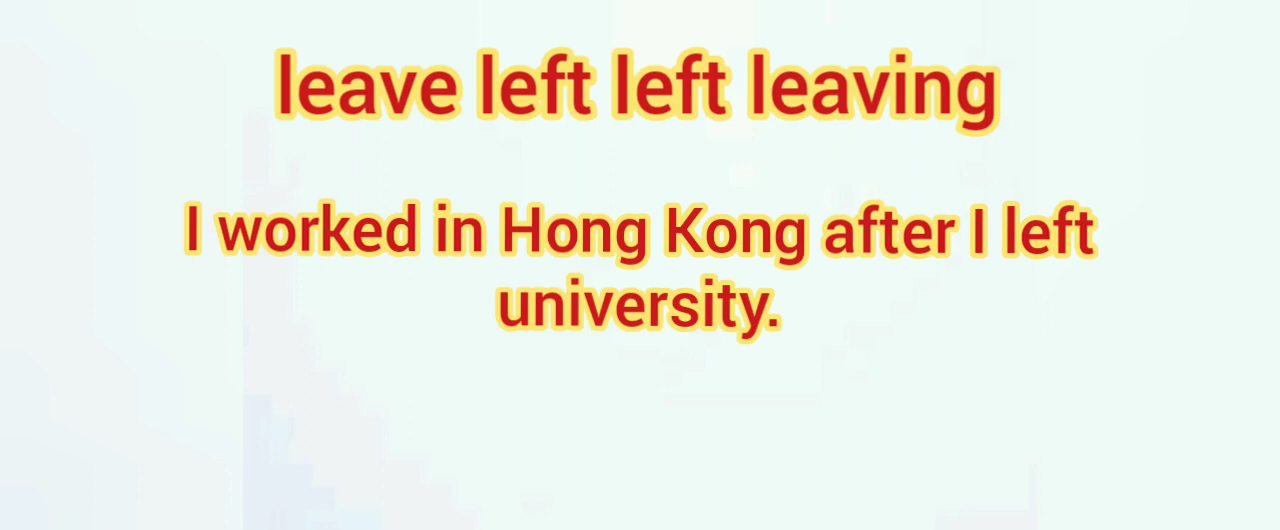 leave left left leaving
I worked in Hong Kong after I left
university.